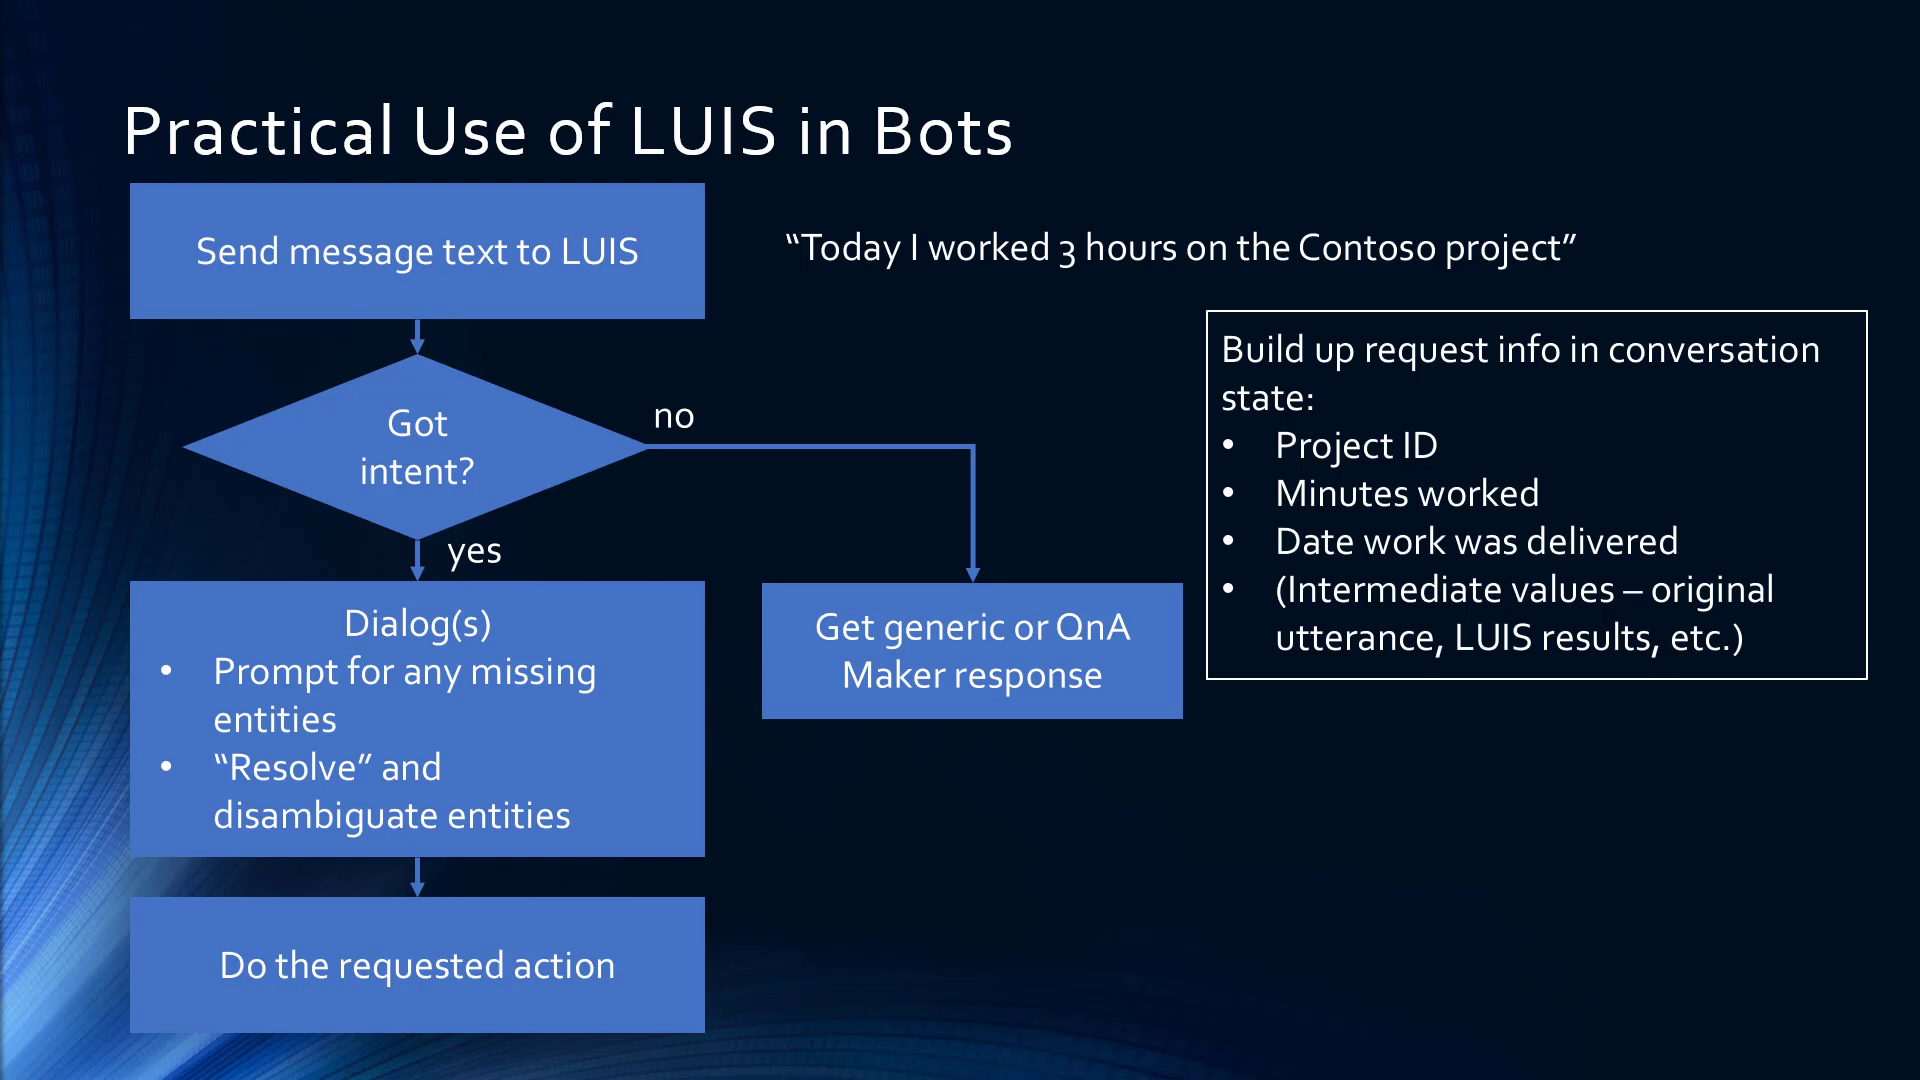 Practical Use of LUIS in Bots
Send message text to LUIS
“Today I worked 3 hours on the Contoso project”
Got
intent?
no
yes
Dialog(s)
• Prompt for any missing
entities
• “Resolve” and
disambiguate entities
Do the requested action
Get generic or QnA
Maker response
Build up request info in conversation
state:
• Project ID
• Minutes worked
• Date work was delivered
• (Intermediate values – original
utterance, LUIS results, etc.)